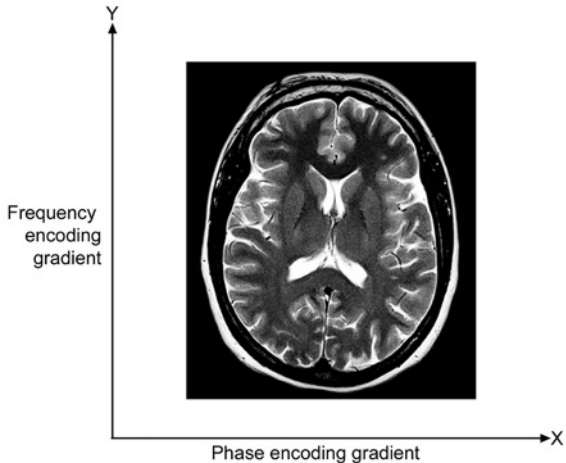 Y
Frequency
encoding
gradient
X
Phase encoding gradient